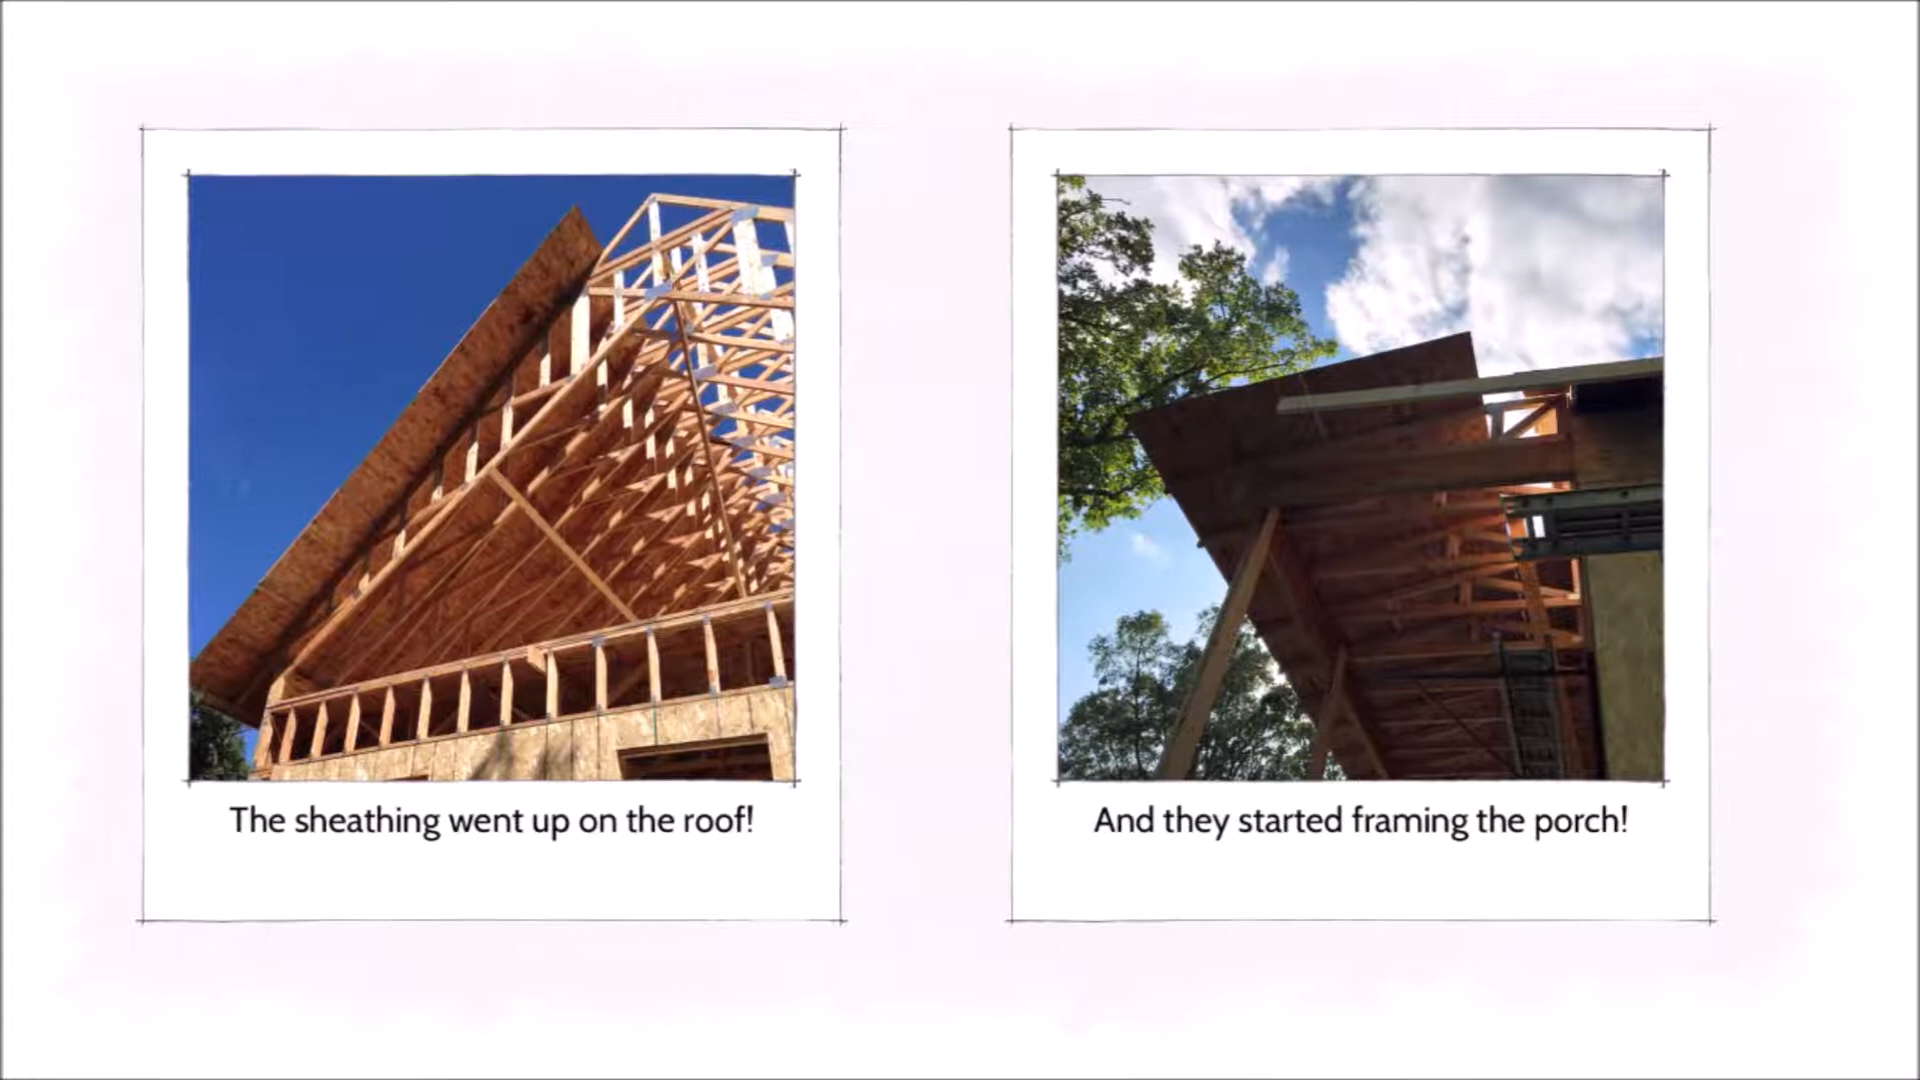 The sheathing went up on the roof!
And they started framing the porch!